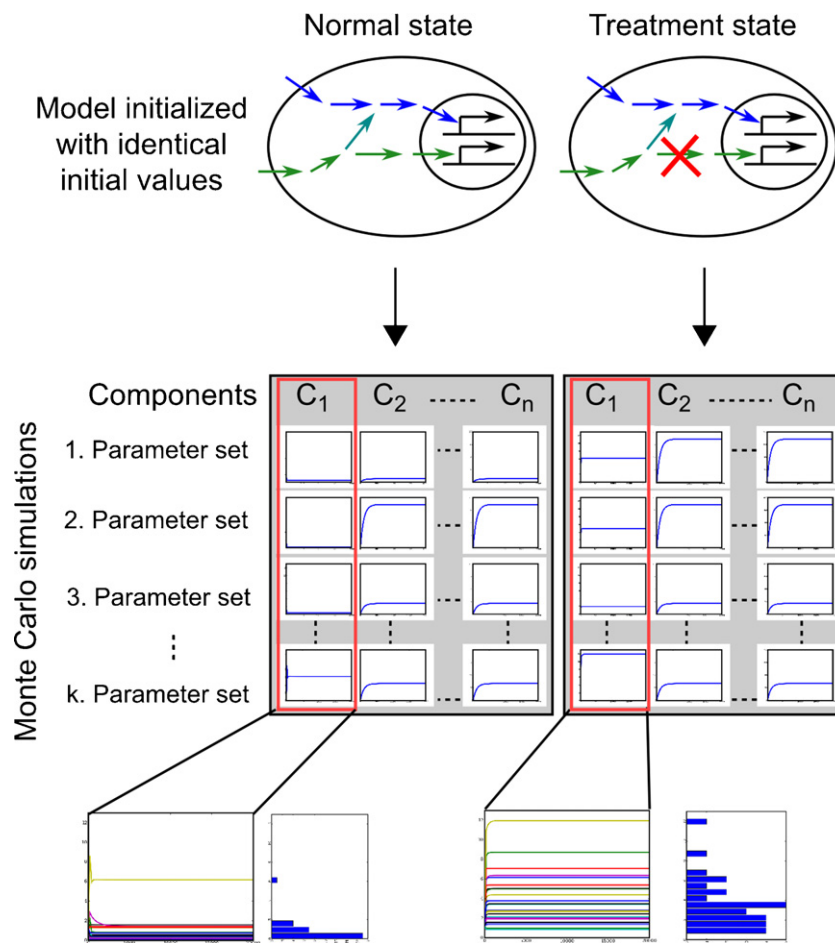 Normal state
Treatment state
Model initialized
with identical
initial values
Monte Carlo simulations
Components
C1
C2
Cn
C1
C2
Cn
1. Parameter set
2. Parameter set
3. Parameter set
k. Parameter set